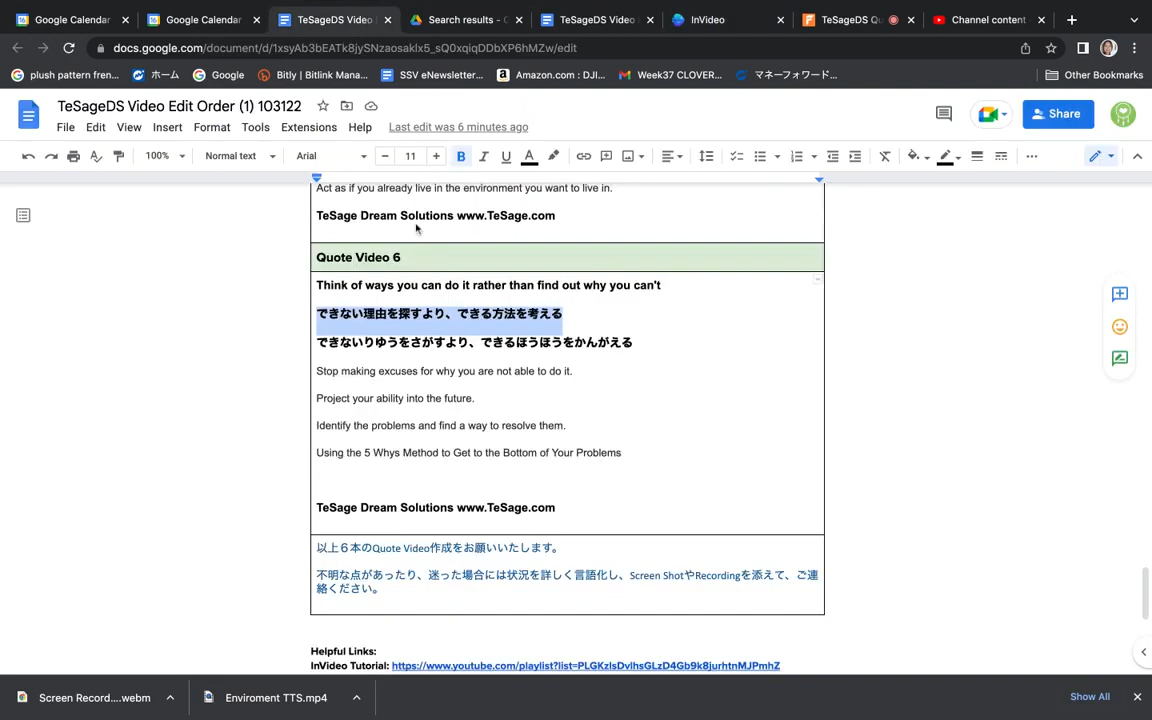 Google Calendar
Google Calendar
TeSageDS Video
Search results - G
TeSageDS Video
InVideo
TeSageDS Qu
Channel content
docs.google.com/document/d/1xsyAb3bEATk8jySNzaosaklx5_sQ0xqiqDDbXP6hMZw/edit
plush pattern fren...
ホーム
Google
Bitly | Bitlink Mana...
SSV eNewsletter...
Amazon.com : DJI...
Week37 CLOVER...
マネーフォワード...
Other Bookmarks
TeSageDS Video Edit Order (1) 103122
Share
File Edit View Insert Format Tools Extensions Help Last edit was 6 minutes ago
100% Normal text Arial 11
Act as if you already live in the environment you want to live in.
TeSage Dream Solutions www.TeSage.com
Quote Video 6
Think of ways you can do it rather than find out why you can't
できない理由を探すより、できる方法を考える
できないりゆうをさがすより、できるほうほうをかんがえる
Stop making excuses for why you are not able to do it.
Project your ability into the future.
Identify the problems and find a way to resolve them.
Using the 5 Whys Method to Get to the Bottom of Your Problems
TeSage Dream Solutions www.TeSage.com
以上６本のQuote Video作成をお願いいたします。
不明な点があったり、迷った場合には状況を詳しく言語化し、Screen ShotやRecordingを添えて、ご連
絡ください。
Helpful Links:
InVideo Tutorial: https://www.youtube.com/playlist?list=PLGKzIsDvlhsGLzD4Gb9k8jurhtnMJPmhZ
Screen Record....webm
Enviroment TTS.mp4
Show All